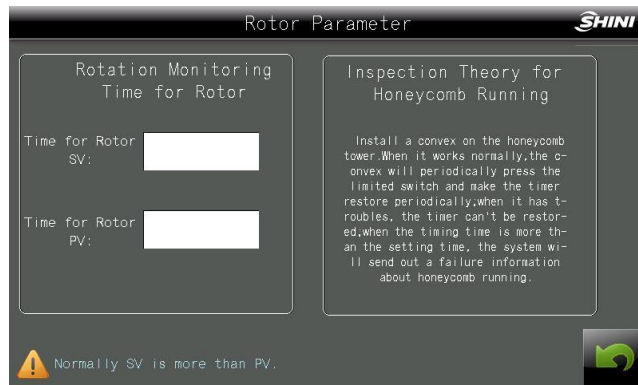 Rotor Parameter
SHINI
Rotation Monitoring
Time for Rotor
Time for Rotor
SV:
Time for Rotor
PV:
Inspection Theory for
Honeycomb Running
Install a convex on the honeycomb
tower.When it works normally,the c-
onvex will periodically press the
limited switch and make the timer
restore periodically;when it has t-
roubles, the timer can't be restor-
ed;when the timing time is more th-
an the setting time, the system wi-
ll send out a failure information
about honeycomb running.
Normally SV is more than PV.